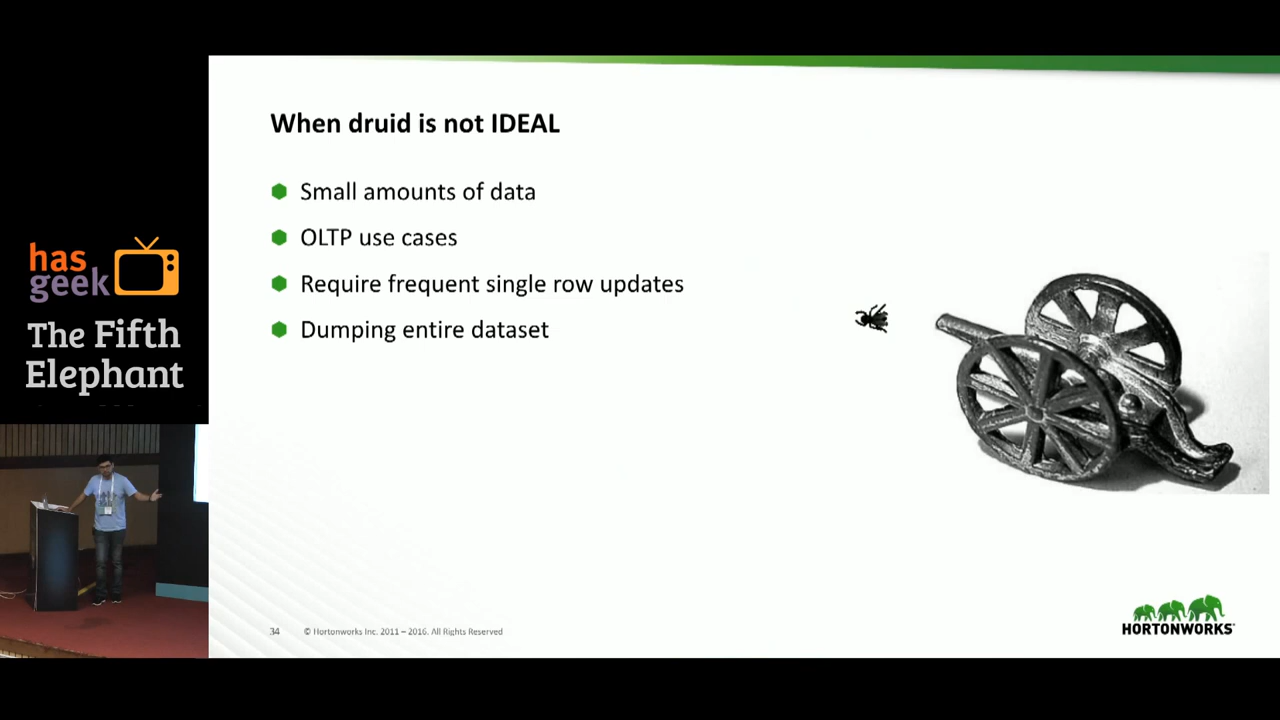 When druid is not IDEAL
Small amounts of data
OLTP use cases
Require frequent single row updates
Dumping entire dataset
has
geek
The Fifth
Elephant
34 © Hortonworks Inc. 2011 – 2016. All Rights Reserved
HORTONWORKS